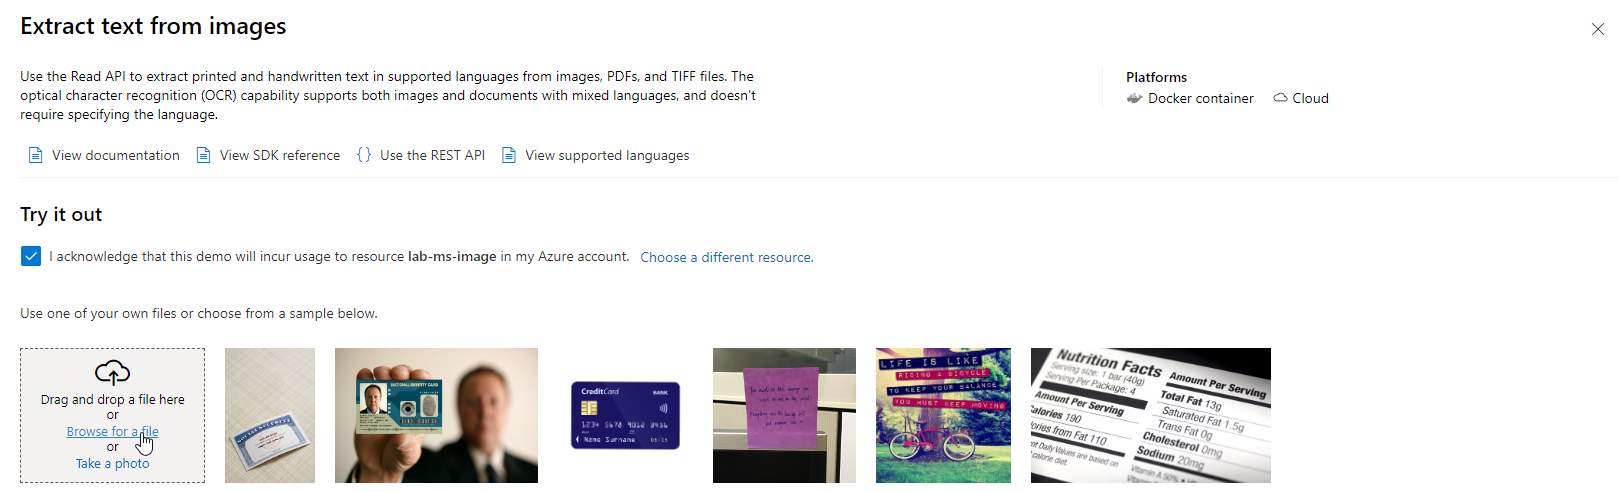 Extract text from images
Use the Read API to extract printed and handwritten text in supported languages from images, PDFs, and TIFF files. The
optical character recognition (OCR) capability supports both images and documents with mixed languages, and doesn't
require specifying the language.
Platforms
Docker container Cloud
View documentation View SDK reference {} Use the REST API View supported languages
Try it out
I acknowledge that this demo will incur usage to resource lab-ms-image in my Azure account. Choose a different resource.
Use one of your own files or choose from a sample below.
Drag and drop a file here
or
Browse for a file
or
Take a photo
SOCIAL SECURITY
NATIONAL IDENTITY CARD
CreditCard BANK
1234 5678 9012 3456
Name Surname 06/15
LIFE IS LIKE
RIDING A BICYCLE
TO KEEP YOUR BALANCE
YOU MUST KEEP MOVING
Nutrition Facts
Serving size: 1 bar (40g)
Serving Per Package: 4
Amount Per Serving
alories 190
ories from Fat 110
nt Daily Values are based on
calorie diet.
Amount Per Serving
Total Fat 13g
Saturated Fat 1.5g
Trans Fat 0g
Cholesterol 0mg
Sodium 20mg
Vitamin A 50%